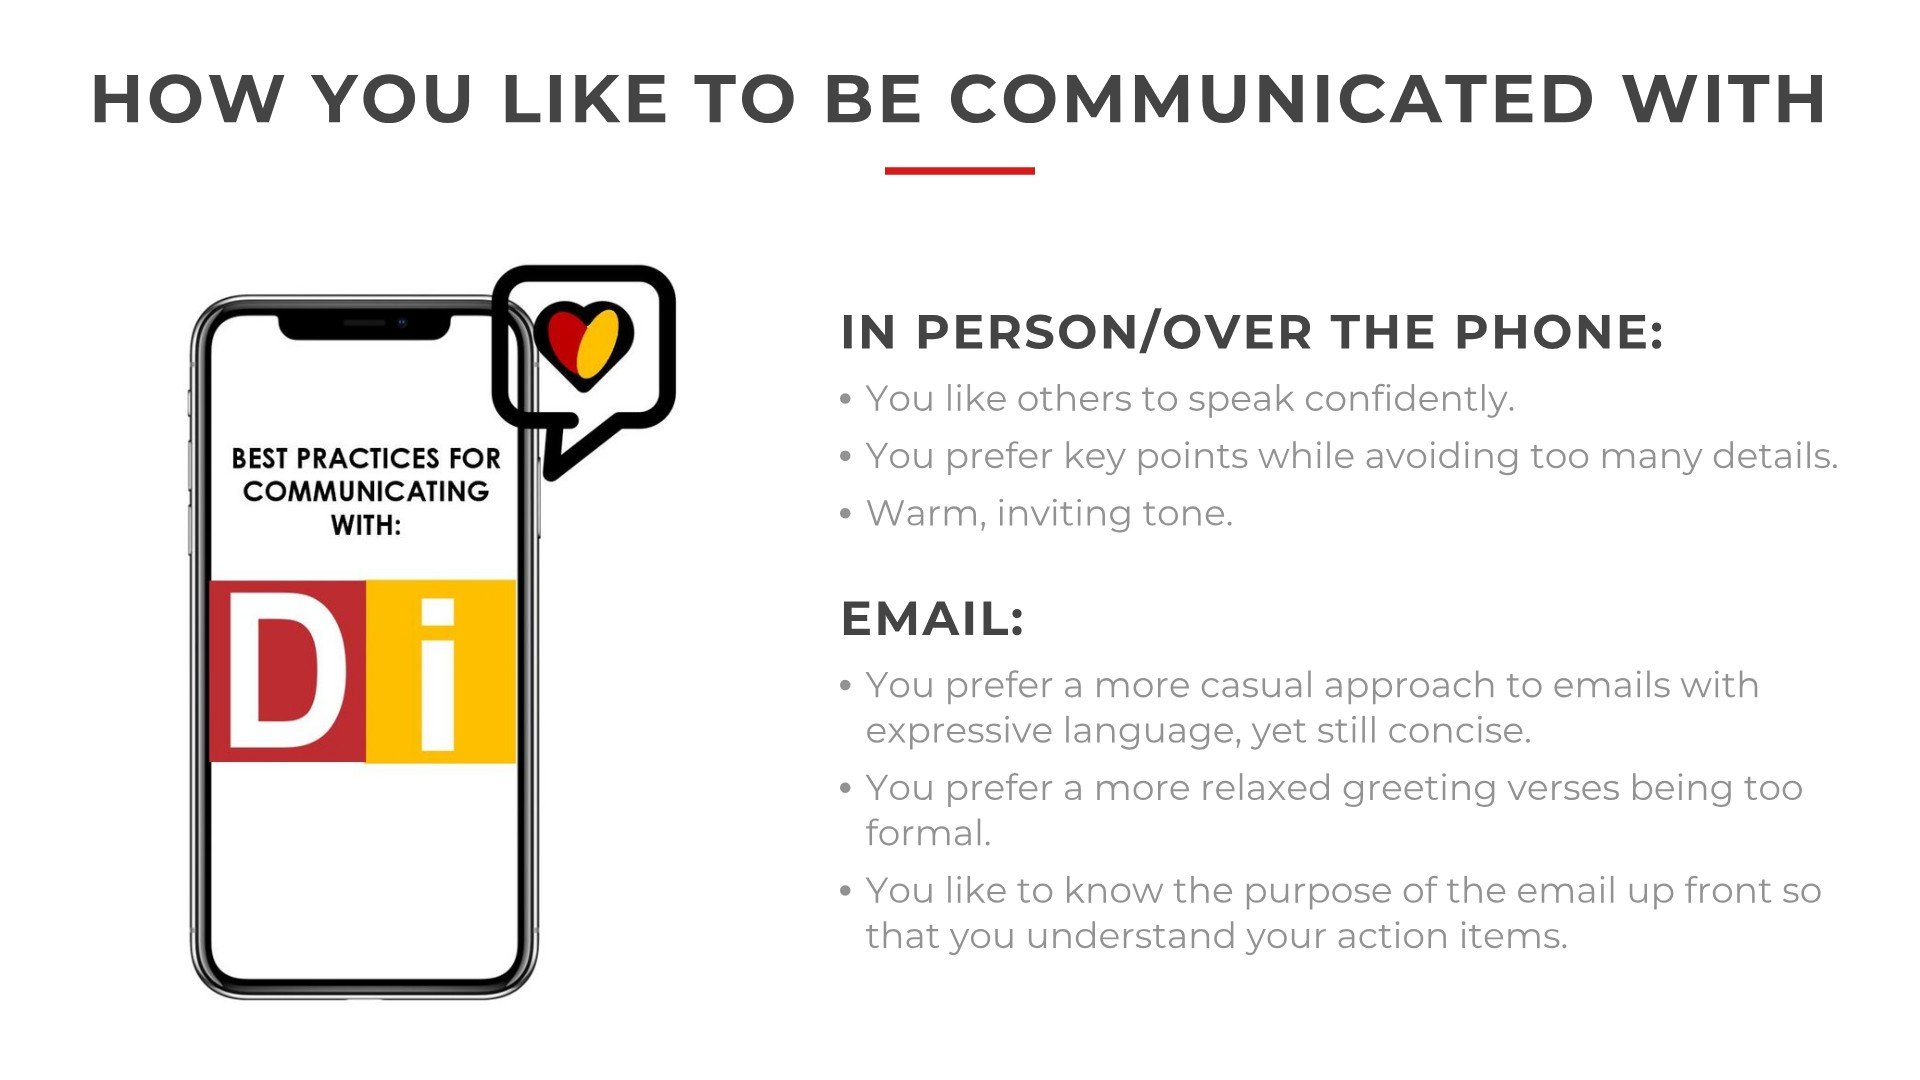 HOW YOU LIKE TO BE COMMUNICATED WITH
BEST PRACTICES FOR
COMMUNICATING
WITH:
Di
IN PERSON/OVER THE PHONE:
• You like others to speak confidently.
• You prefer key points while avoiding too many details.
• Warm, inviting tone.
EMAIL:
• You prefer a more casual approach to emails with
expressive language, yet still concise.
• You prefer a more relaxed greeting verses being too
formal.
• You like to know the purpose of the email up front so
that you understand your action items.